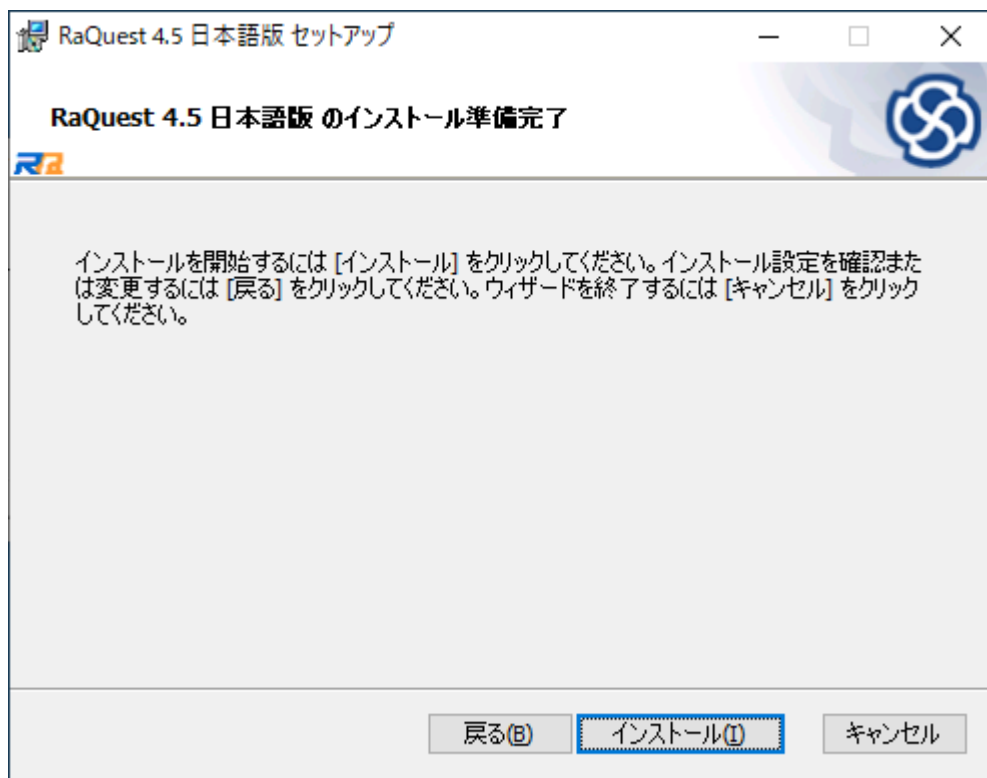 RaQuest 4.5 日本語版 セットアップ
RaQuest 4.5 日本語版 のインストール準備完了
Ra
インストールを開始するには [インストール] をクリックしてください。インストール設定を確認また
は変更するには [戻る] をクリックしてください。ウィザードを終了するには [キャンセル] をクリック
してください。
戻る(B) インストール(I) キャンセル